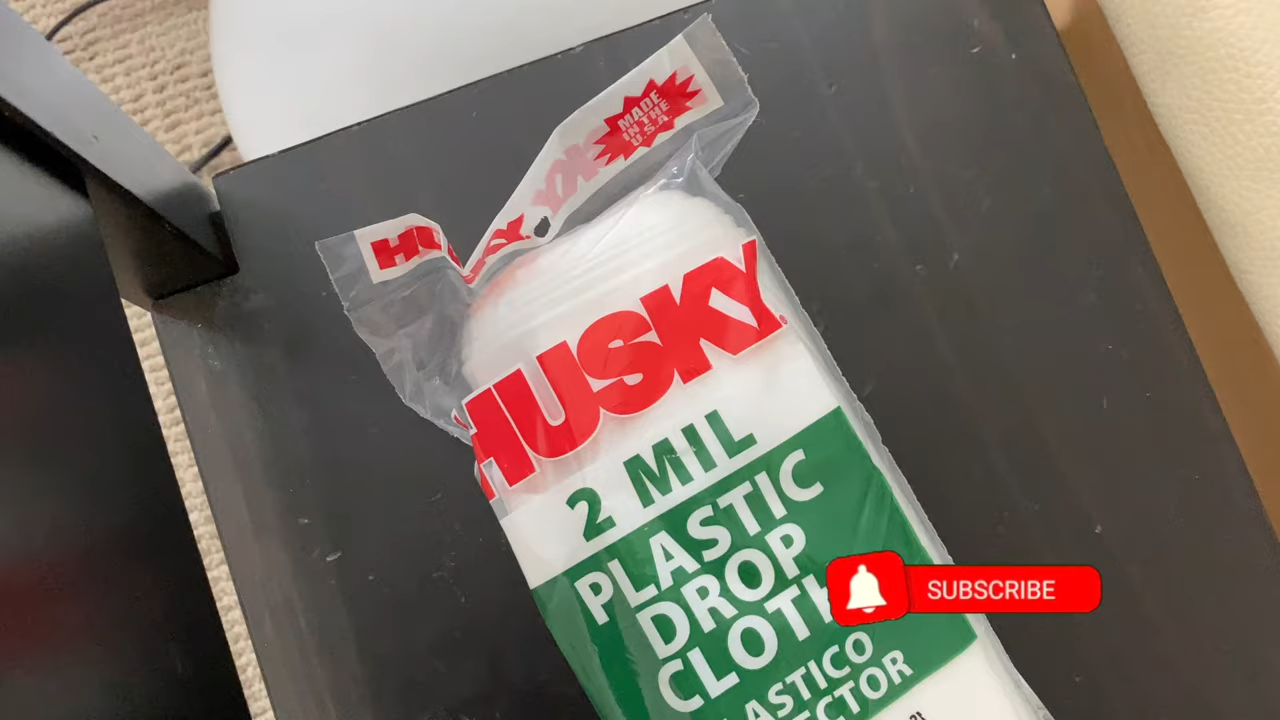 MADE
IN THE
U.S.A.
HUSKY
2 MIL
PLASTIC
DROP
CLOTH
SUBSCRIBE